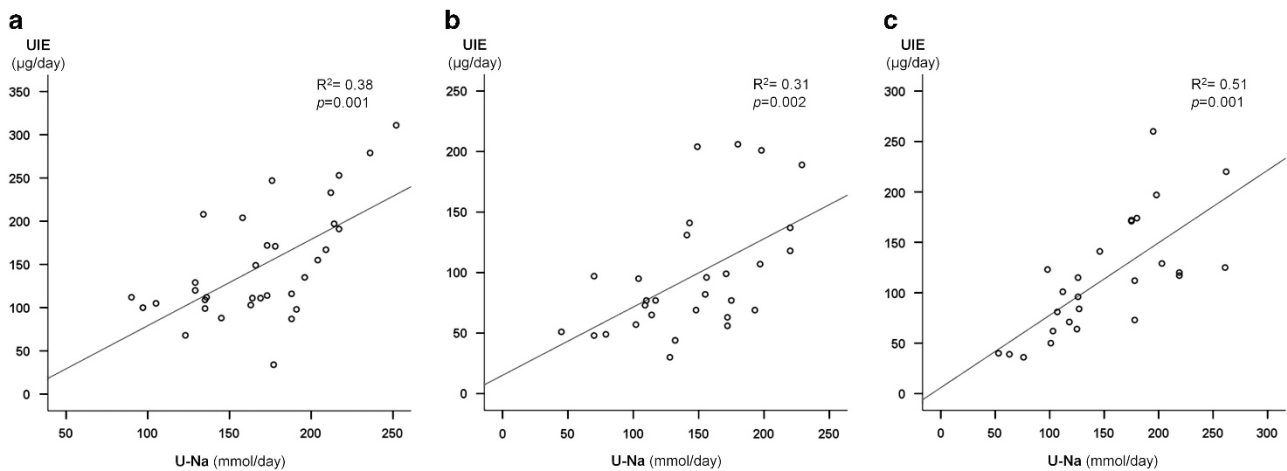 a
UIE
(µg/day)
R²= 0.38
p=0.001
350
300
250
200
150
100
50
0
50 100 150 200 250
U-Na (mmol/day)
b
UIE
(µg/day)
R²= 0.31
p=0.002
250
200
150
100
50
0
0 50 100 150 200 250
U-Na (mmol/day)
c
UIE
(µg/day)
R²= 0.51
p=0.001
300
250
200
150
100
50
0
0 50 100 150 200 250 300
U-Na (mmol/day)